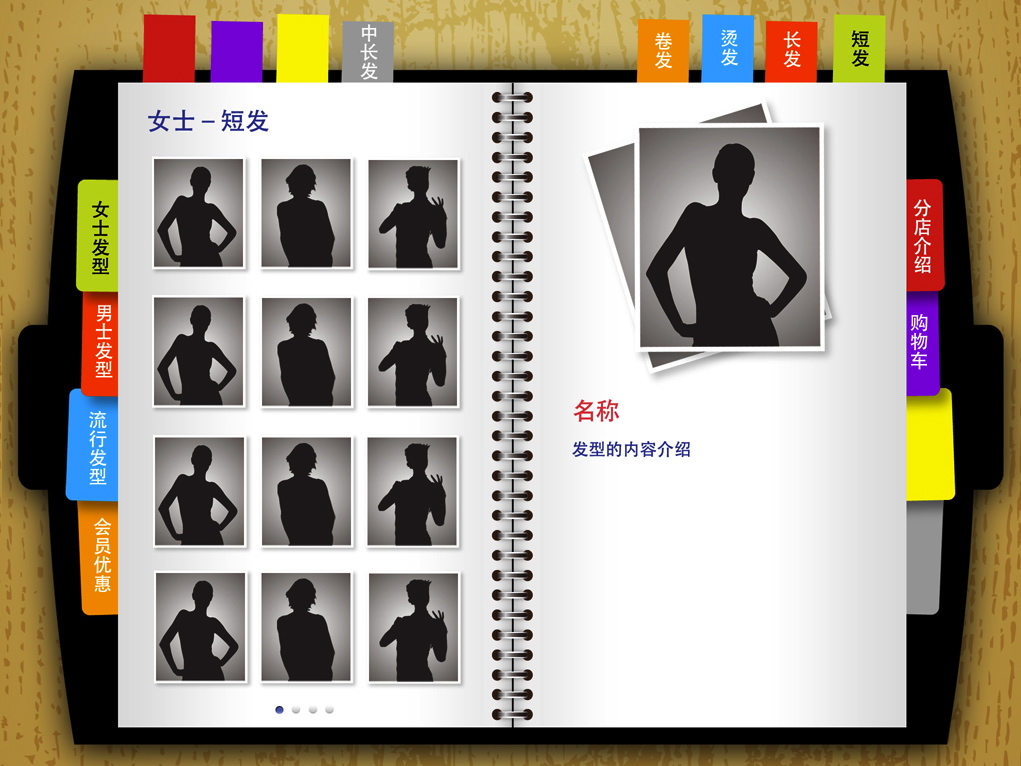 中长发
卷发
烫发
长发
短发
女士 – 短发
女士发型
男士发型
流行发型
会员优惠
名称
发型的内容介绍
分店介绍
购物车